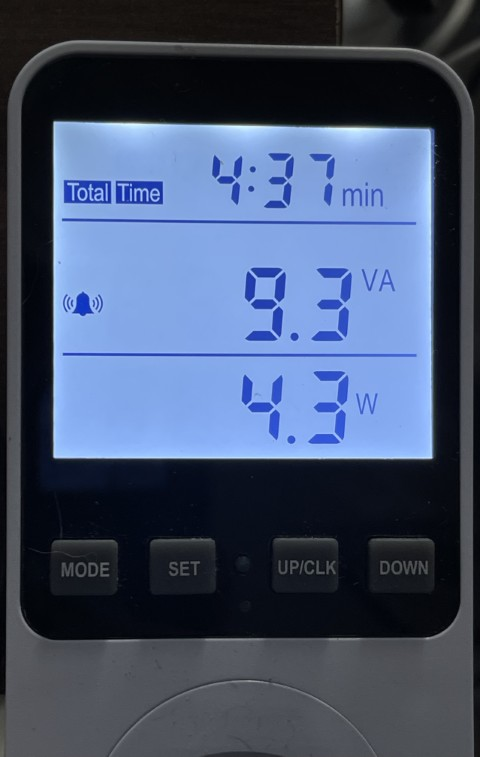 Total Time 4:37 min
9.3 VA
4.3 W
MODE SET UP/CLK DOWN